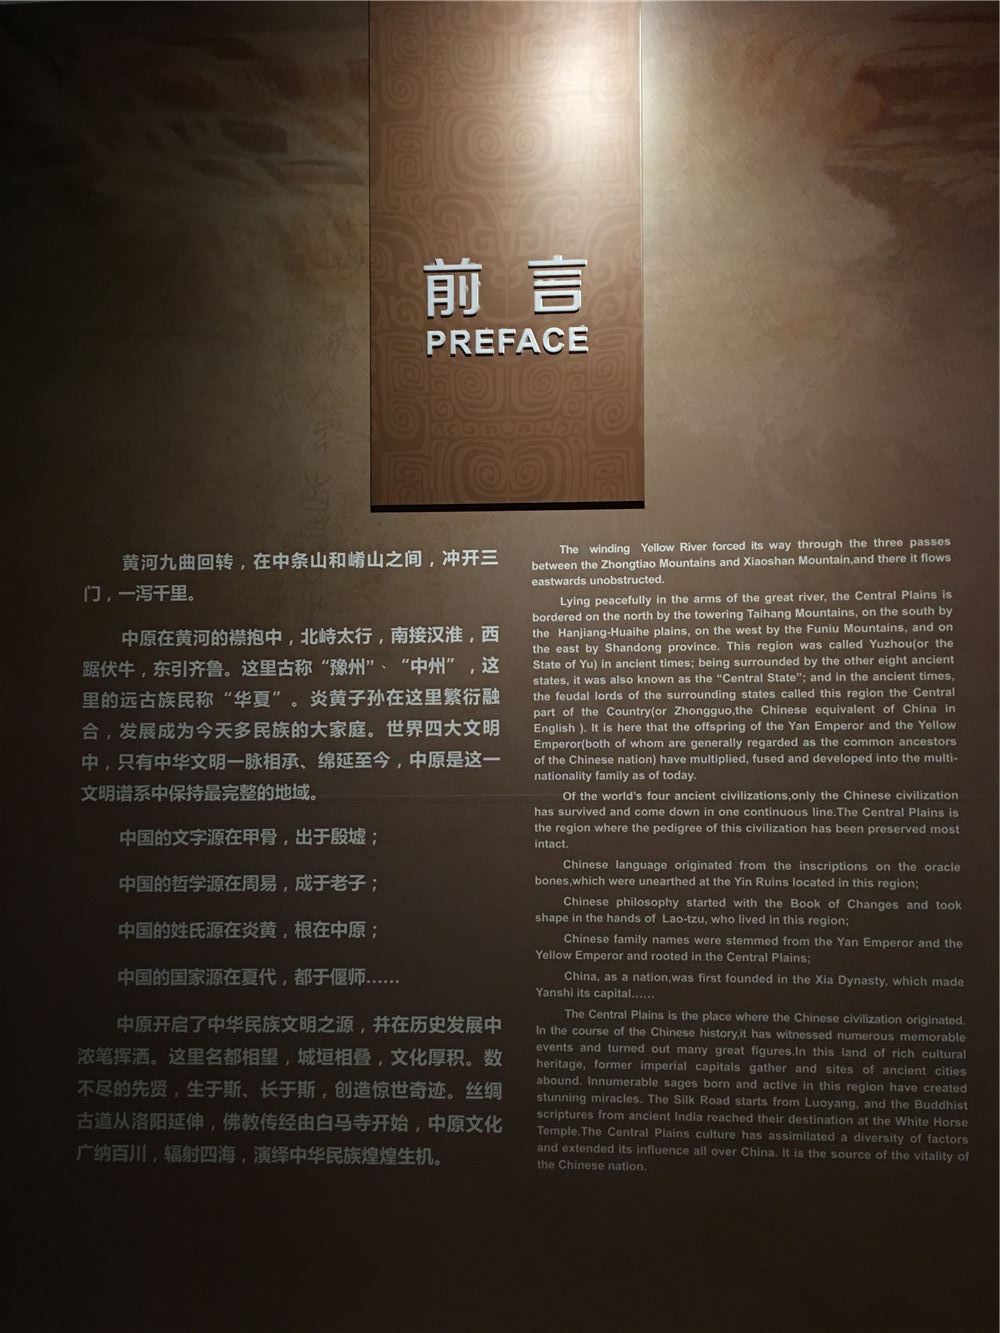 前言
PREFACE
黄河九曲回转，在中条山和崤山之间，冲开三
门，一泻千里。
中原在黄河的襟抱中，北峙太行，南接汉淮，西
踞伏牛，东引齐鲁。这里古称“豫州”、“中州”，这
里的远古族民称“华夏”。炎黄子孙在这里繁衍融
合，发展成为今天多民族的大家庭。世界四大文明
中，只有中华文明一脉相承、绵延至今，中原是这一
文明谱系中保持最完整的地域。
中国的文字源在甲骨，出于殷墟；
中国的哲学源在周易，成于老子；
中国的姓氏源在炎黄，根在中原；
中国的国家源在夏代，都于偃师……
中原开启了中华民族文明之源，并在历史发展中
浓笔挥洒。这里名都相望，城垣相叠，文化厚积。数
不尽的先贤，生于斯、长于斯，创造惊世奇迹。丝绸
古道从洛阳延伸，佛教传经由白马寺开始，中原文化
广纳百川，辐射四海，演绎中华民族煌煌生机。
The winding Yellow River forced its way through the three passes
between the Zhongtiao Mountains and Xiaoshan Mountain,and there it flows
eastwards unobstructed.
Lying peacefully in the arms of the great river, the Central Plains is
bordered on the north by the towering Taihang Mountains, on the south by
the Hanjiang-Huaihe plains, on the west by the Funiu Mountains, and on
the east by Shandong province. This region was called Yuzhou(or the
State of Yu) in ancient times; being surrounded by the other eight ancient
states, it was also known as the “Central State”; and in the ancient times,
the feudal lords of the surrounding states called this region the Central
part of the Country(or Zhongguo,the Chinese equivalent of China in
English ). It is here that the offspring of the Yan Emperor and the Yellow
Emperor(both of whom are generally regarded as the common ancestors
of the Chinese nation) have multiplied, fused and developed into the multi-
nationality family as of today.
Of the world’s four ancient civilizations,only the Chinese civilization
has survived and come down in one continuous line.The Central Plains is
the region where the pedigree of this civilization has been preserved most
intact.
Chinese language originated from the inscriptions on the oracle
bones,which were unearthed at the Yin Ruins located in this region;
Chinese philosophy started with the Book of Changes and took
shape in the hands of Lao-tzu, who lived in this region;
Chinese family names were stemmed from the Yan Emperor and the
Yellow Emperor and rooted in the Central Plains;
China, as a nation,was first founded in the Xia Dynasty, which made
Yanshi its capital……
The Central Plains is the place where the Chinese civilization originated.
In the course of the Chinese history,it has witnessed numerous memorable
events and turned out many great figures.In this land of rich cultural
heritage, former imperial capitals gather and sites of ancient cities
abound. Innumerable sages born and active in this region have created
stunning miracles. The Silk Road starts from Luoyang, and the Buddhist
scriptures from ancient India reached their destination at the White Horse
Temple.The Central Plains culture has assimilated a diversity of factors
and extended its influence all over China. It is the source of the vitality of
the Chinese nation.